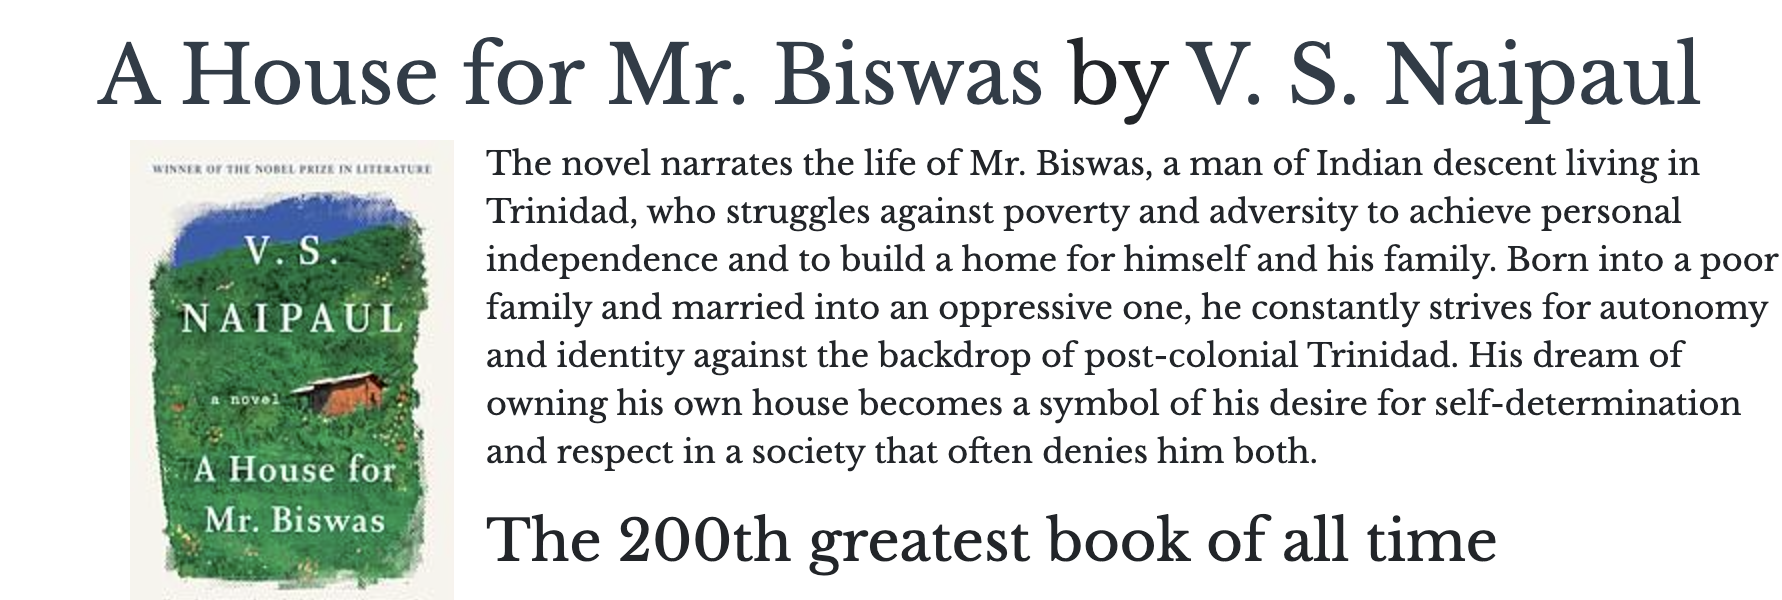 A House for Mr. Biswas by V. S. Naipaul
WINNER OF THE NOBEL PRIZE IN LITERATURE
V. S.
NAIPAUL
a novel
A House for
Mr. Biswas
The novel narrates the life of Mr. Biswas, a man of Indian descent living in
Trinidad, who struggles against poverty and adversity to achieve personal
independence and to build a home for himself and his family. Born into a poor
family and married into an oppressive one, he constantly strives for autonomy
and identity against the backdrop of post-colonial Trinidad. His dream of
owning his own house becomes a symbol of his desire for self-determination
and respect in a society that often denies him both.
The 200th greatest book of all time